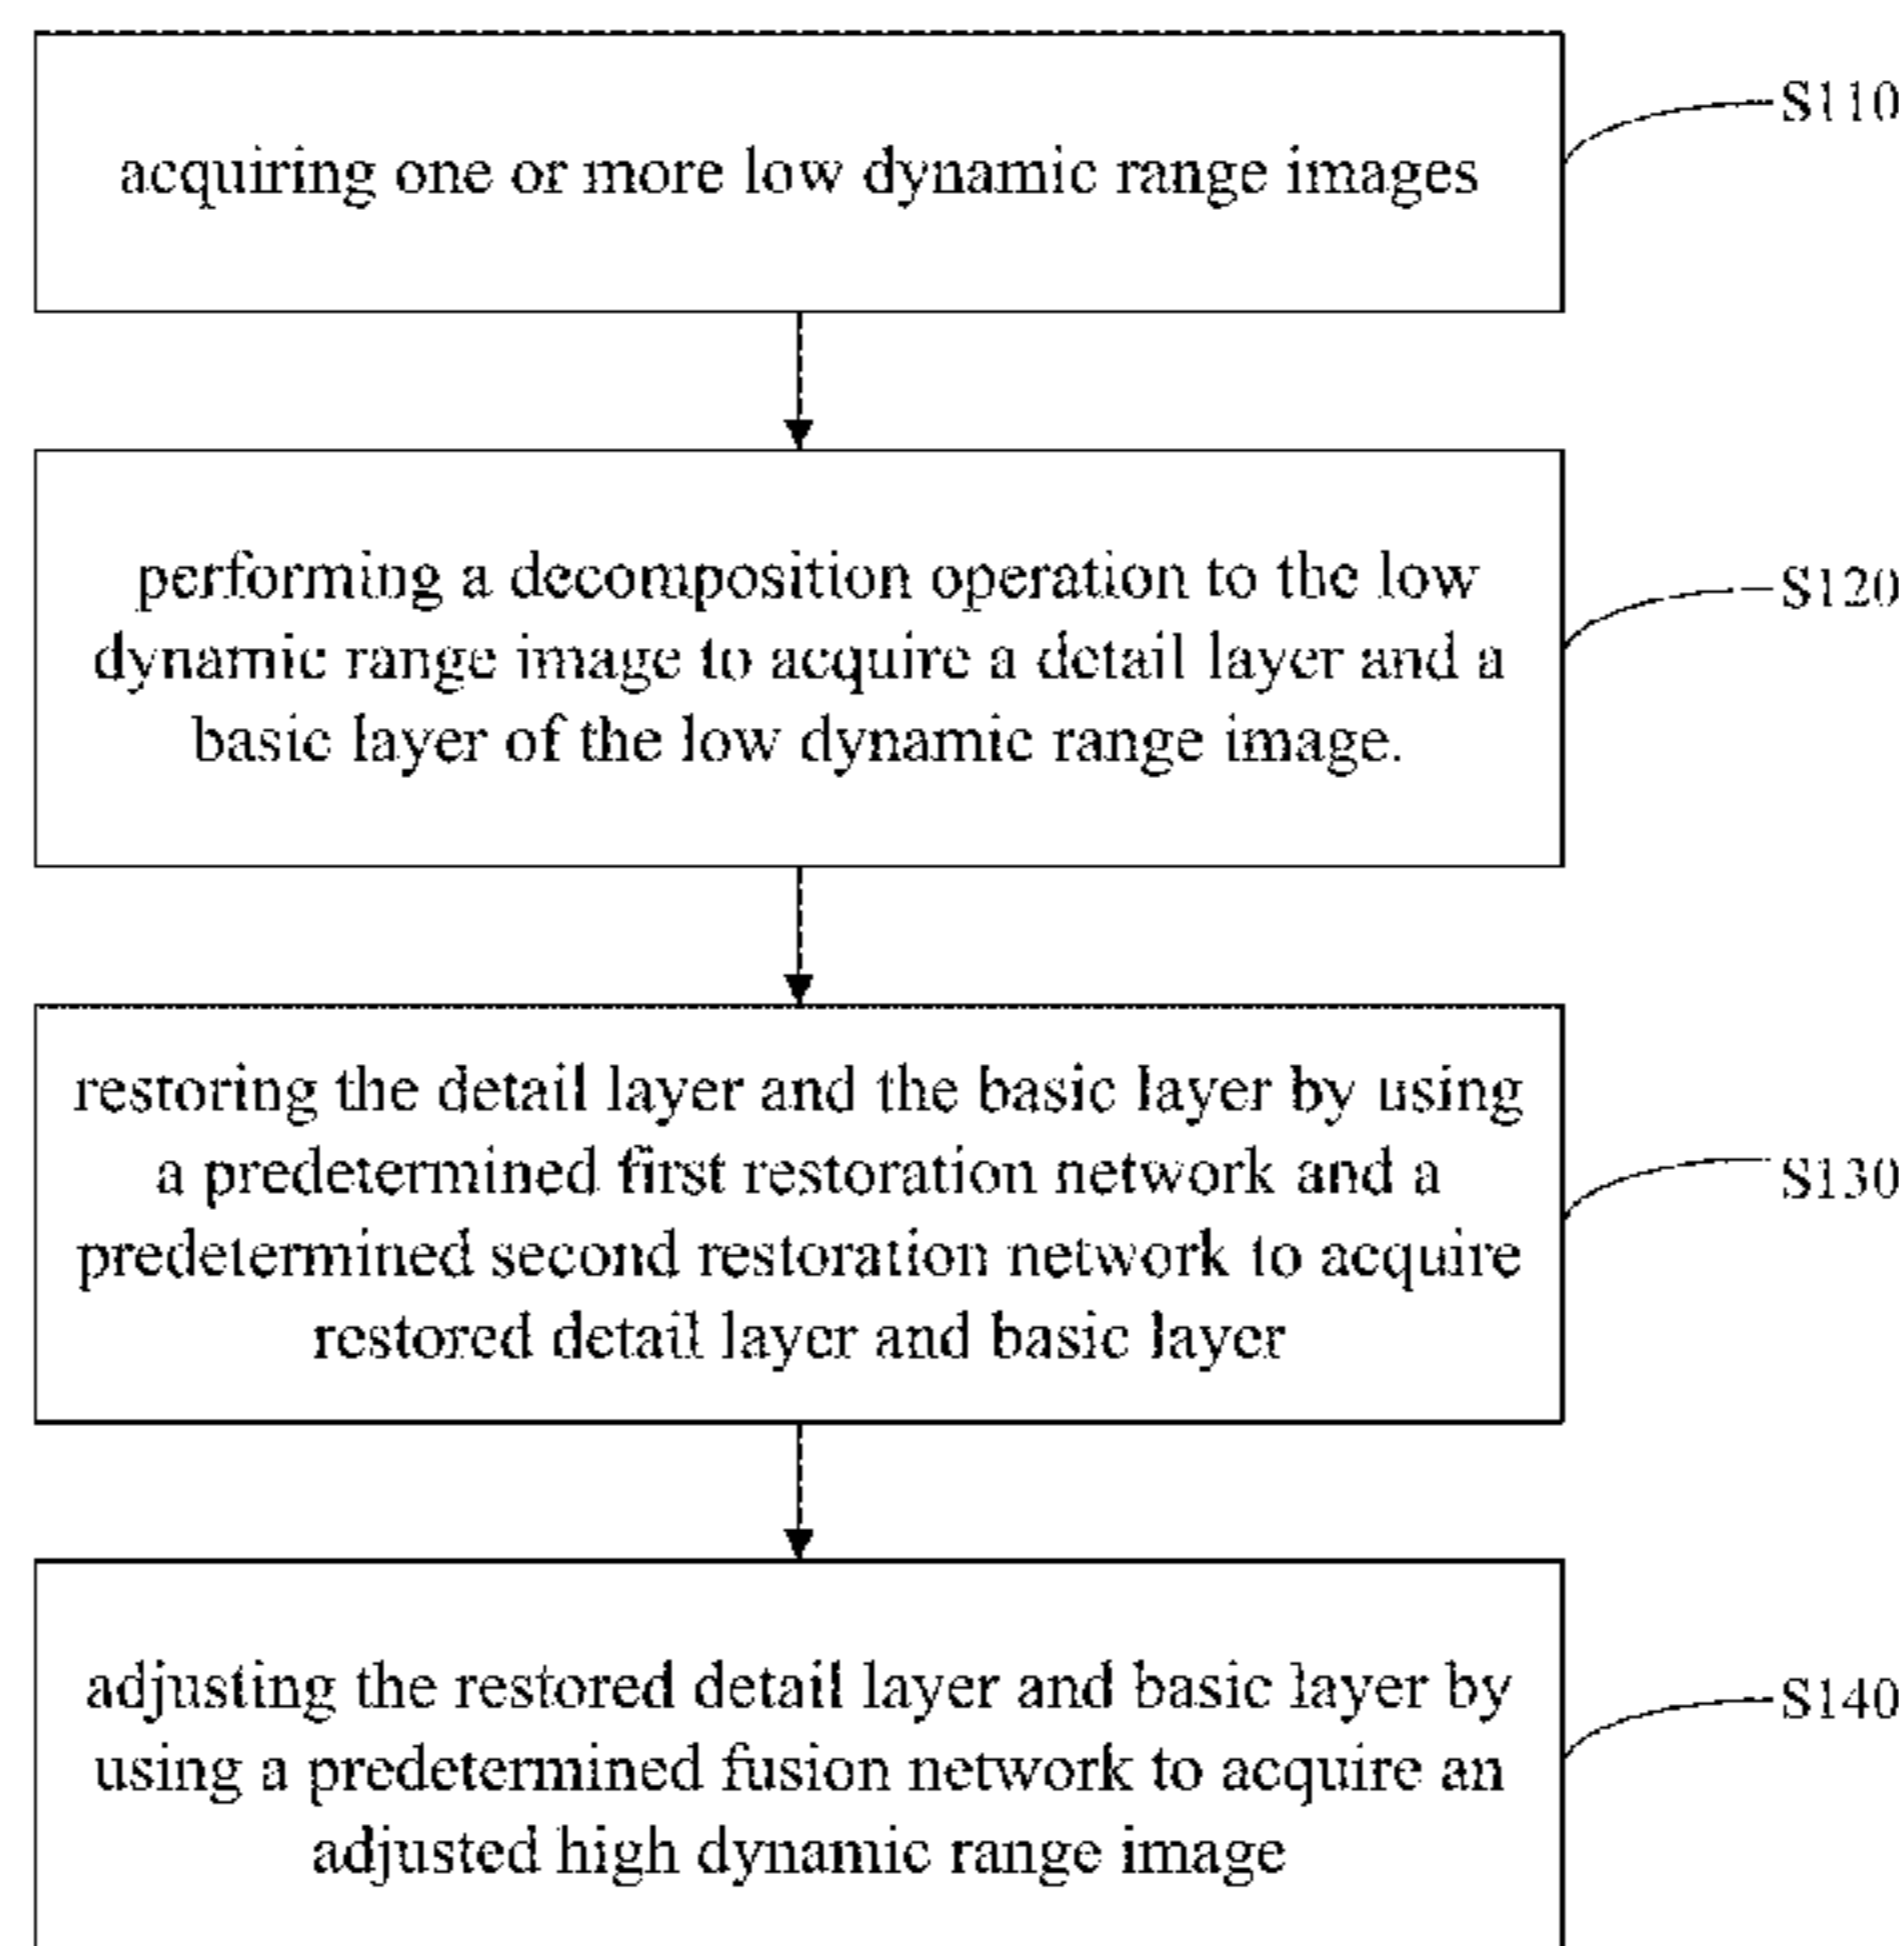 acquiring one or more low dynamic range images
S110
performing a decomposition operation to the low
dynamic range image to acquire a detail layer and a
basic layer of the low dynamic range image.
S120
restoring the detail layer and the basic layer by using
a predetermined first restoration network and a
predetermined second restoration network to acquire
restored detail layer and basic layer
S130
adjusting the restored detail layer and basic layer by
using a predetermined fusion network to acquire an
adjusted high dynamic range image
S140